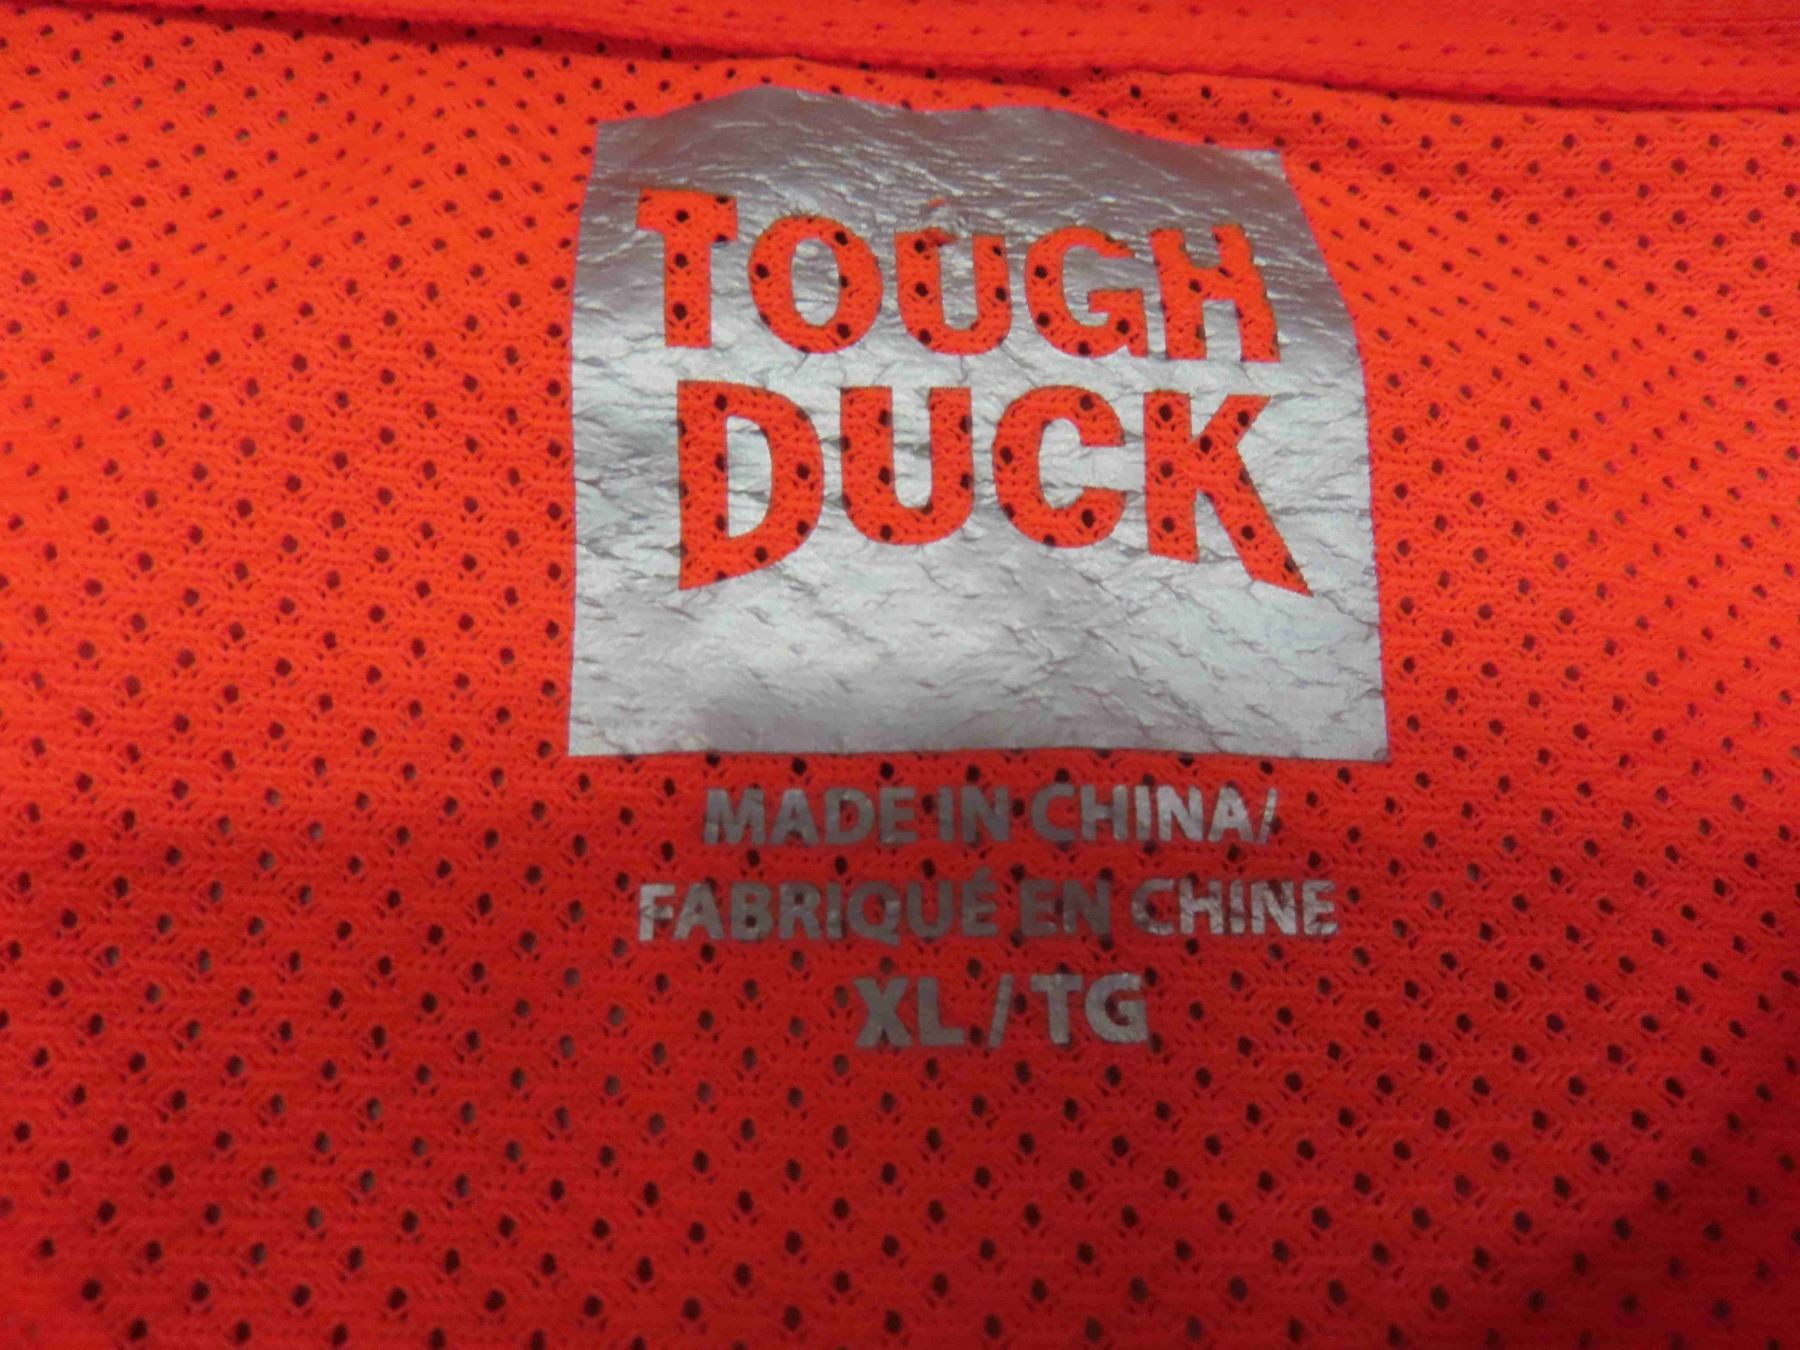 TOUGH
DUCK
MADE IN CHINA/
FABRIQUÉ EN CHINE
XL / TG